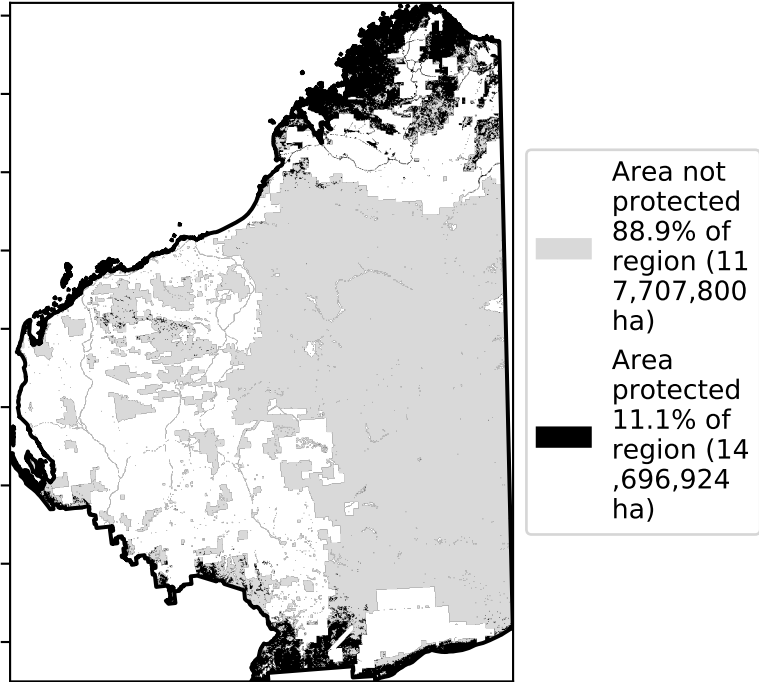 Area not
protected
88.9% of
region (11
7,707,800
ha)
Area
protected
11.1% of
region (14
,696,924
ha)